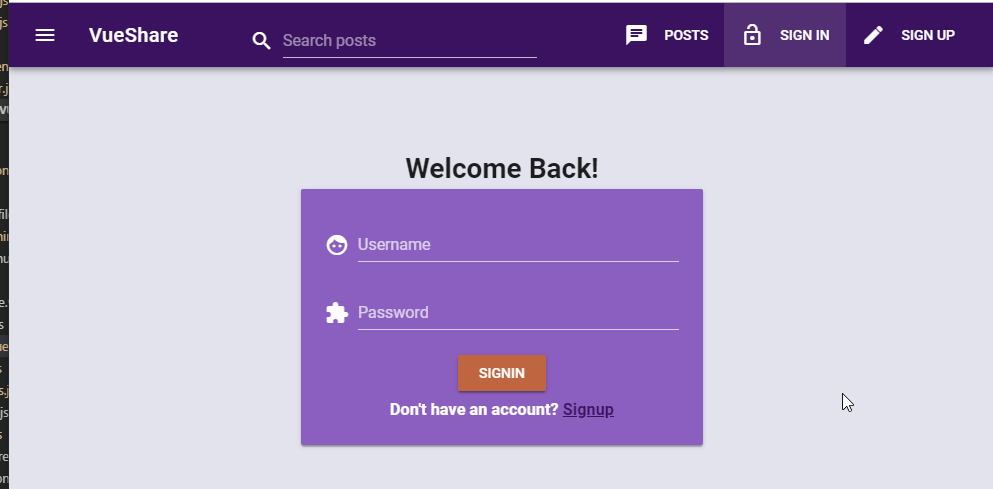 VueShare
Search posts
POSTS
SIGN IN
SIGN UP
Welcome Back!
Username
Password
SIGNIN
Don't have an account? Signup